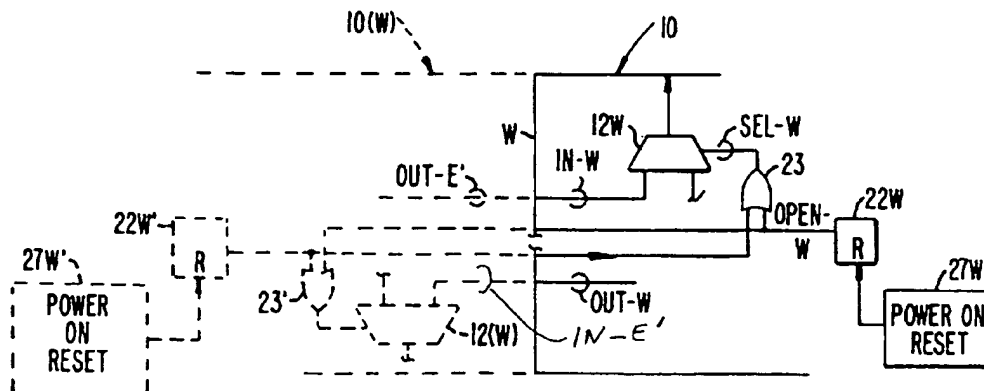 10(W)
10
12W
SEL-W
W
IN-W
23
OUT-E'
OPEN-W
22W
22W'
R
R
27W'
27W
23'
OUT-W
12(W)
IN-E'
POWER ON RESET
POWER ON RESET